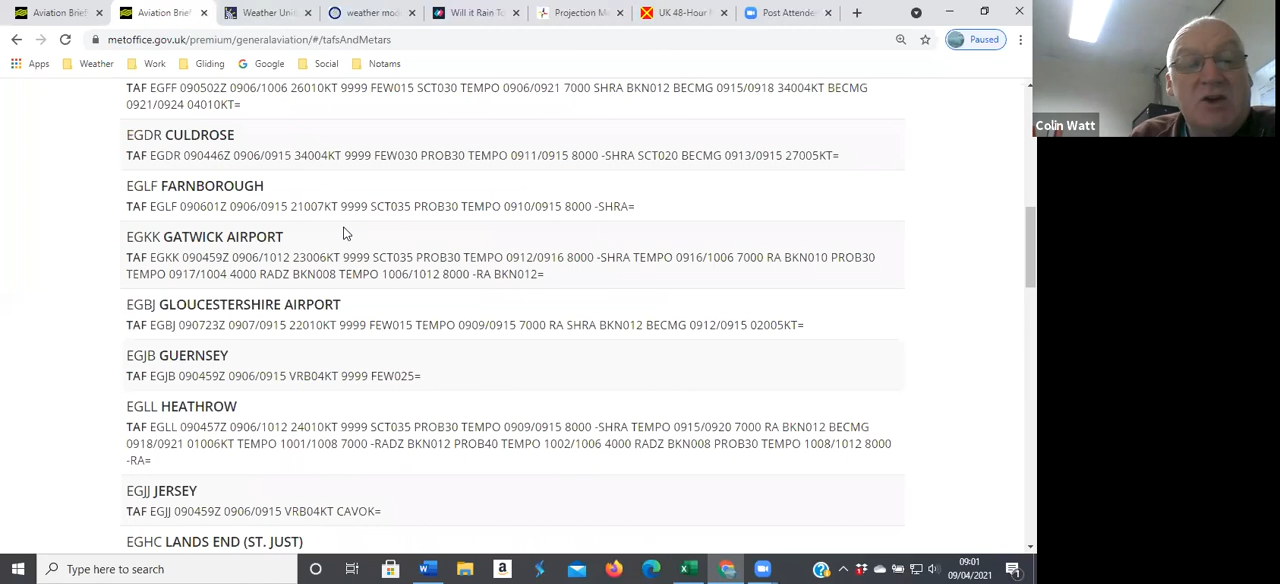 Aviation Brief
Aviation Brief
Weather Unde
weather mod
Will it Rain To
Projection Me
UK 48-Hour
Post Attende
metoffice.gov.uk/premium/generalaviation/#/tafsAndMetars
Paused
Apps Weather Work Gliding Google Social Notams
TAF EGFF 090502Z 0906/1006 26010KT 9999 FEW015 SCT030 TEMPO 0906/0921 7000 SHRA BKN012 BECMG 0915/0918 34004KT BECMG
0921/0924 04010KT=
EGDR CULDROSE
TAF EGDR 090446Z 0906/0915 34004KT 9999 FEW030 PROB30 TEMPO 0911/0915 8000 -SHRA SCT020 BECMG 0913/0915 27005KT=
EGLF FARNBOROUGH
TAF EGLF 090601Z 0906/0915 21007KT 9999 SCT035 PROB30 TEMPO 0910/0915 8000 -SHRA=
EGKK GATWICK AIRPORT
TAF EGKK 090459Z 0906/1012 23006KT 9999 SCT035 PROB30 TEMPO 0912/0916 8000 -SHRA TEMPO 0916/1006 7000 RA BKN010 PROB30
TEMPO 0917/1004 4000 RADZ BKN008 TEMPO 1006/1012 8000 -RA BKN012=
EGBJ GLOUCESTERSHIRE AIRPORT
TAF EGBJ 090723Z 0907/0915 22010KT 9999 FEW015 TEMPO 0909/0915 7000 RA SHRA BKN012 BECMG 0912/0915 02005KT=
EGJB GUERNSEY
TAF EGJB 090459Z 0906/0915 VRB04KT 9999 FEW025=
EGLL HEATHROW
TAF EGLL 090457Z 0906/1012 24010KT 9999 SCT035 PROB30 TEMPO 0909/0915 8000 -SHRA TEMPO 0915/0920 7000 RA BKN012 BECMG
0918/0921 01006KT TEMPO 1001/1008 7000 -RADZ BKN012 PROB40 TEMPO 1002/1006 4000 RADZ BKN008 PROB30 TEMPO 1008/1012 8000
-RA=
EGJJ JERSEY
TAF EGJJ 090459Z 0906/0915 VRB04KT CAVOK=
EGHC LANDS END (ST. JUST)
Type here to search
09:01
09/04/2021
Colin Watt